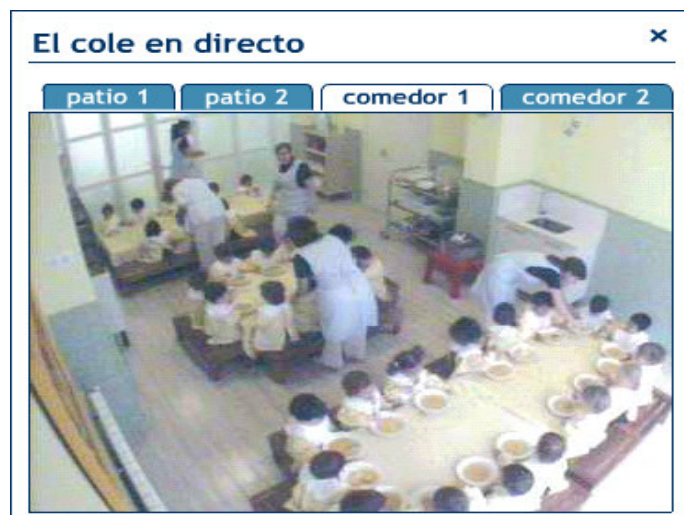 El cole en directo
×
patio 1 patio 2 comedor 1 comedor 2